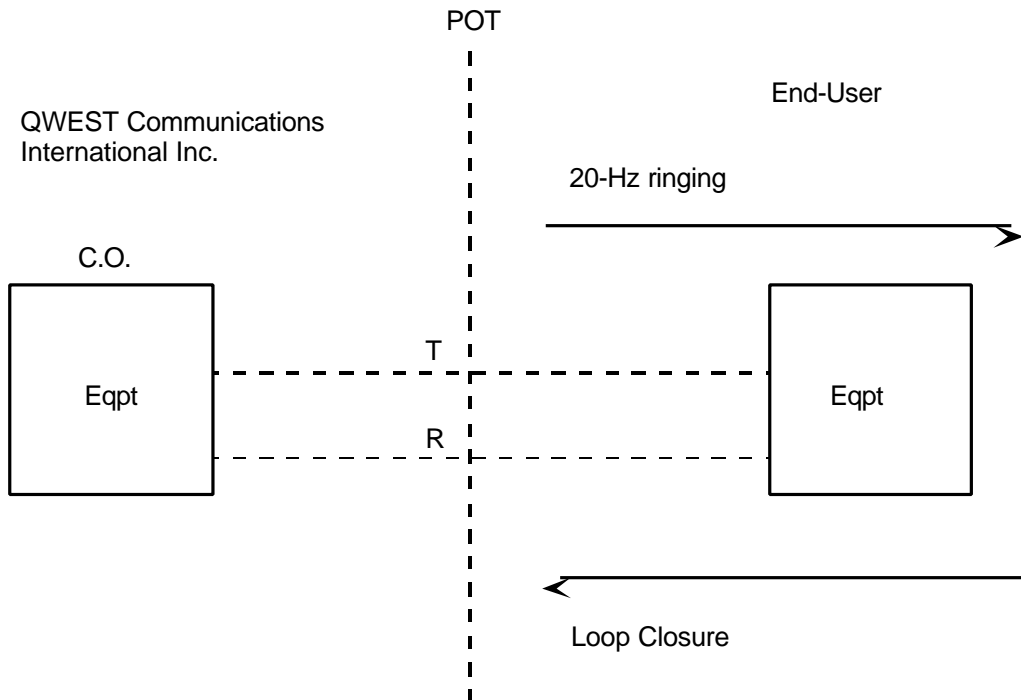 POT
End-User
QWEST Communications
International Inc.
20-Hz ringing
C.O.
T
Eqpt
Eqpt
R
Loop Closure